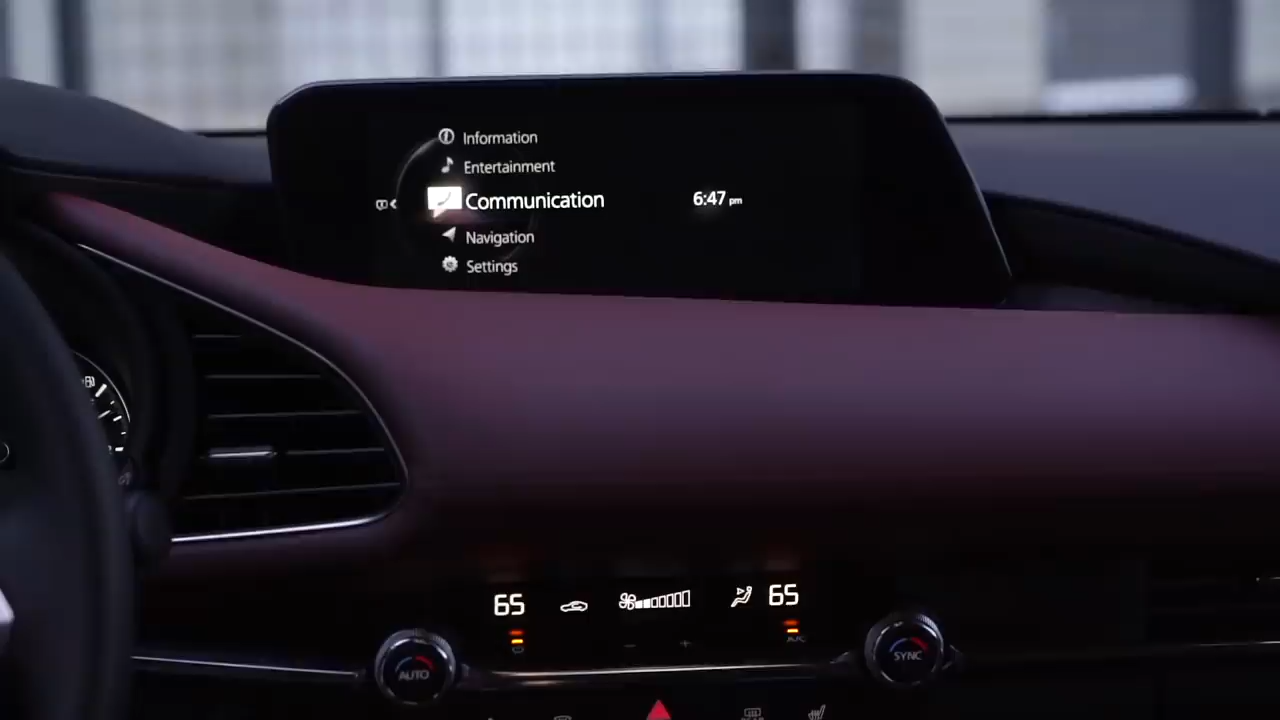 Information
Entertainment
Communication
6:47 pm
Navigation
Settings
65
65
A/C
AUTO
SYNC